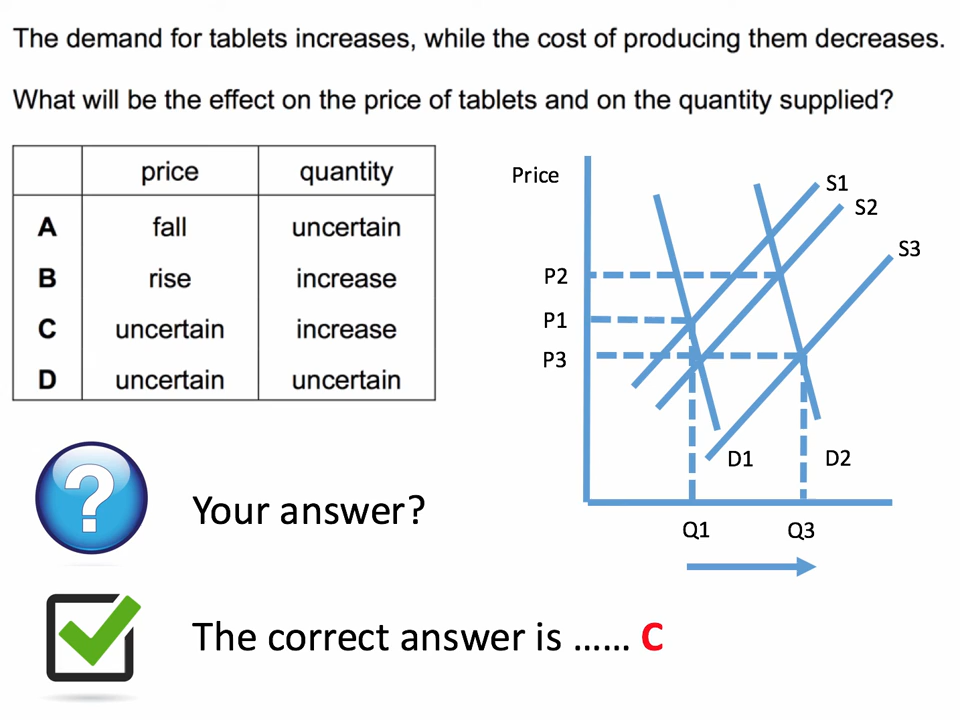 The demand for tablets increases, while the cost of producing them decreases.
What will be the effect on the price of tablets and on the quantity supplied?
price quantity
A fall uncertain
B rise increase
C uncertain increase
D uncertain uncertain
Price
S1
S2
S3
P2
P1
P3
D1
D2
Q1
Q3
?
Your answer?
The correct answer is ...... C